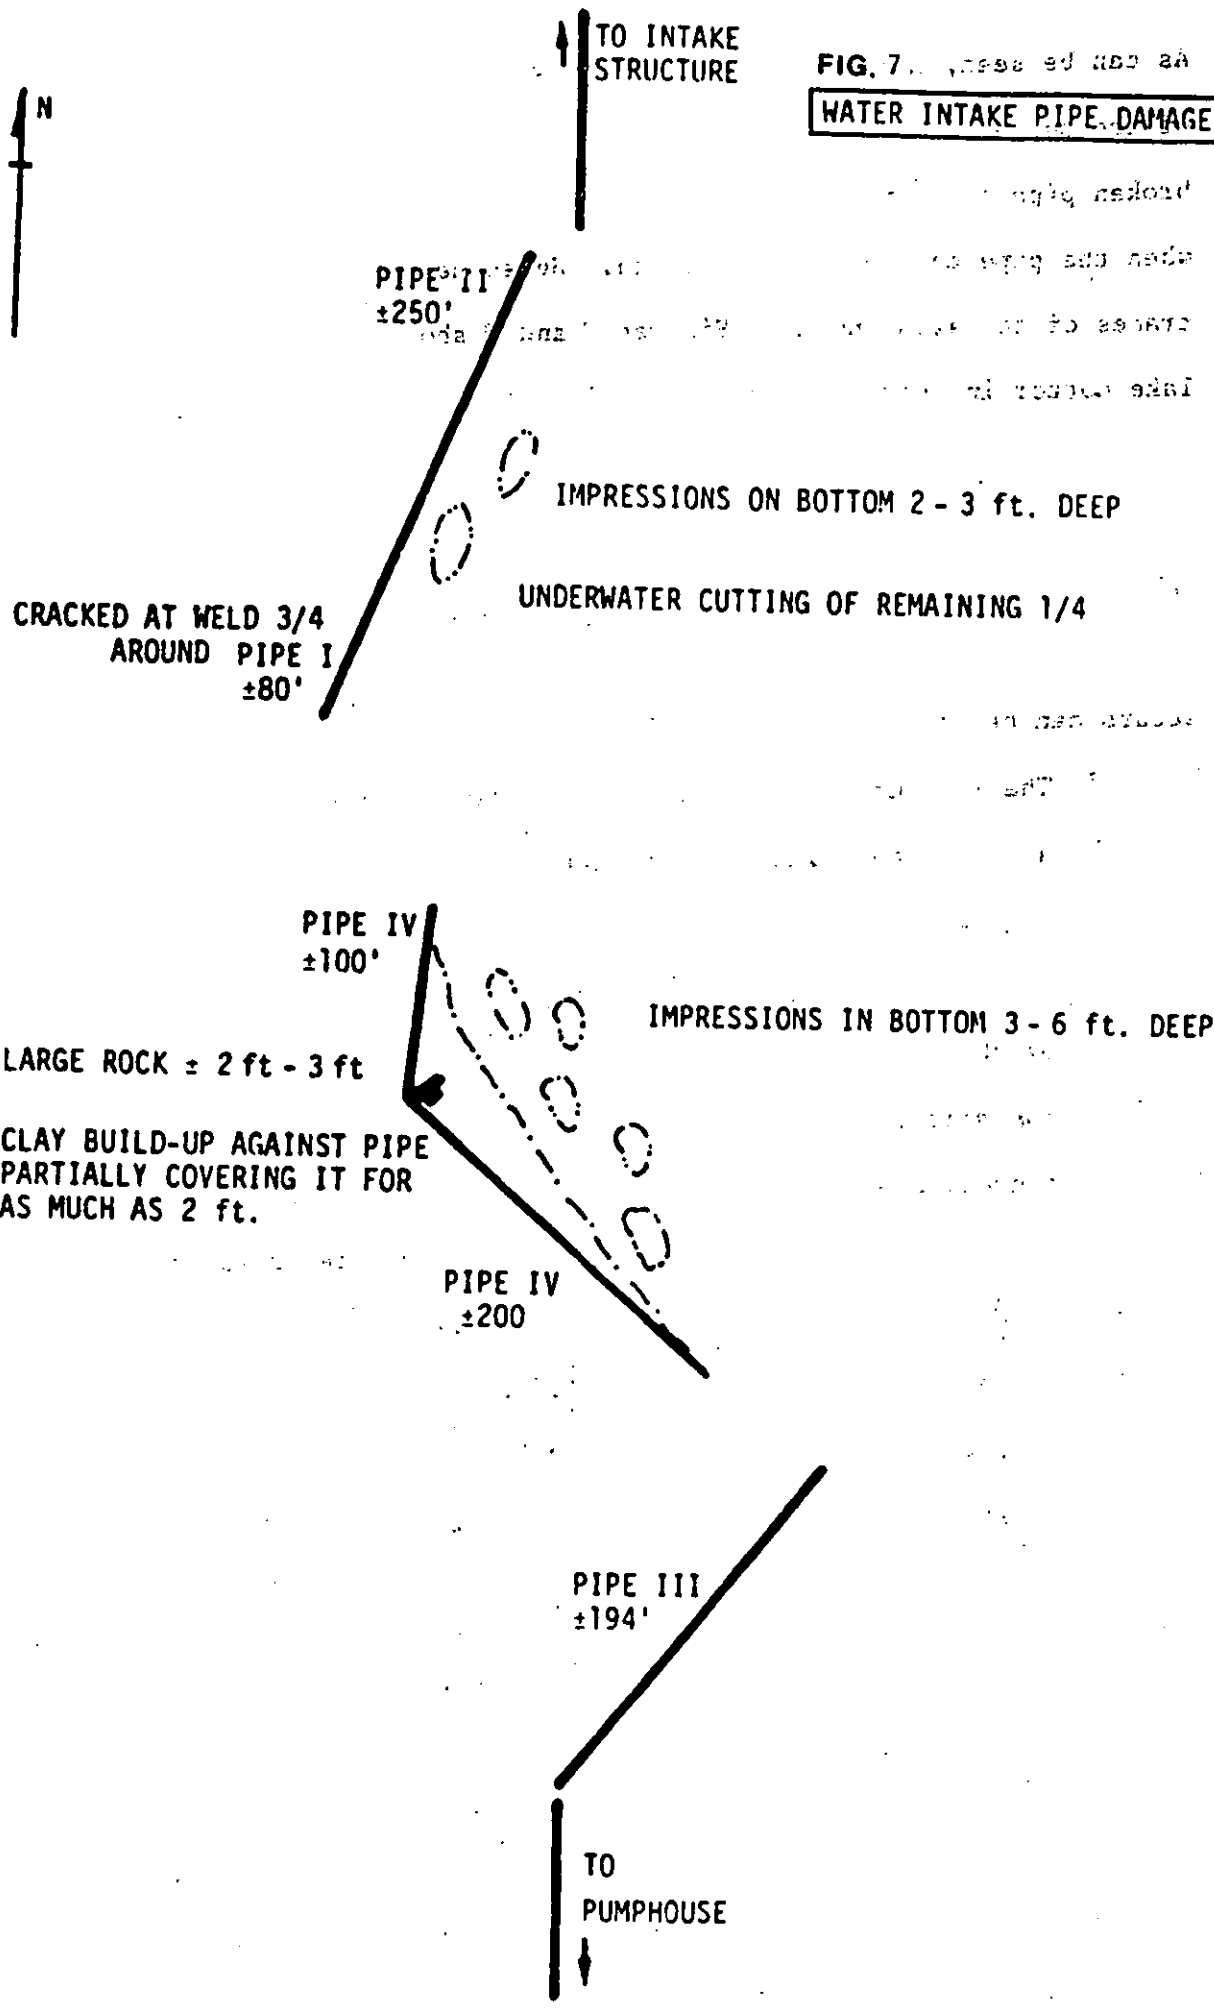 TO INTAKE
STRUCTURE
FIG. 7.
WATER INTAKE PIPE DAMAGE
N
PIPE II
±250'
IMPRESSIONS ON BOTTOM 2 - 3 ft. DEEP
UNDERWATER CUTTING OF REMAINING 1/4
CRACKED AT WELD 3/4
AROUND PIPE I
±80'
PIPE IV
±100'
IMPRESSIONS IN BOTTOM 3 - 6 ft. DEEP
LARGE ROCK ± 2 ft - 3 ft
CLAY BUILD-UP AGAINST PIPE
PARTIALLY COVERING IT FOR
AS MUCH AS 2 ft.
PIPE IV
±200
PIPE III
±194'
TO
PUMPHOUSE